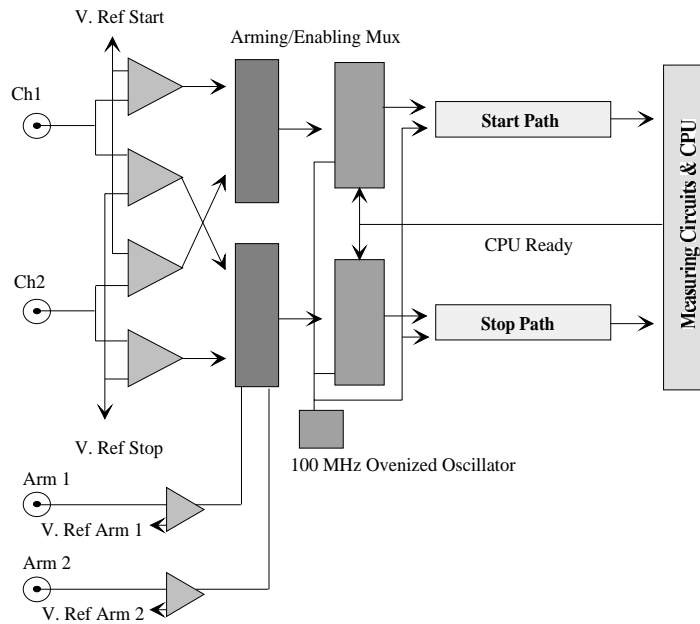 V. Ref Start
Arming/Enabling Mux
Ch1
Start Path
Measuring Circuits & CPU
CPU Ready
Ch2
Stop Path
V. Ref Stop
100 MHz Ovenized Oscillator
Arm 1
V. Ref Arm 1
Arm 2
V. Ref Arm 2